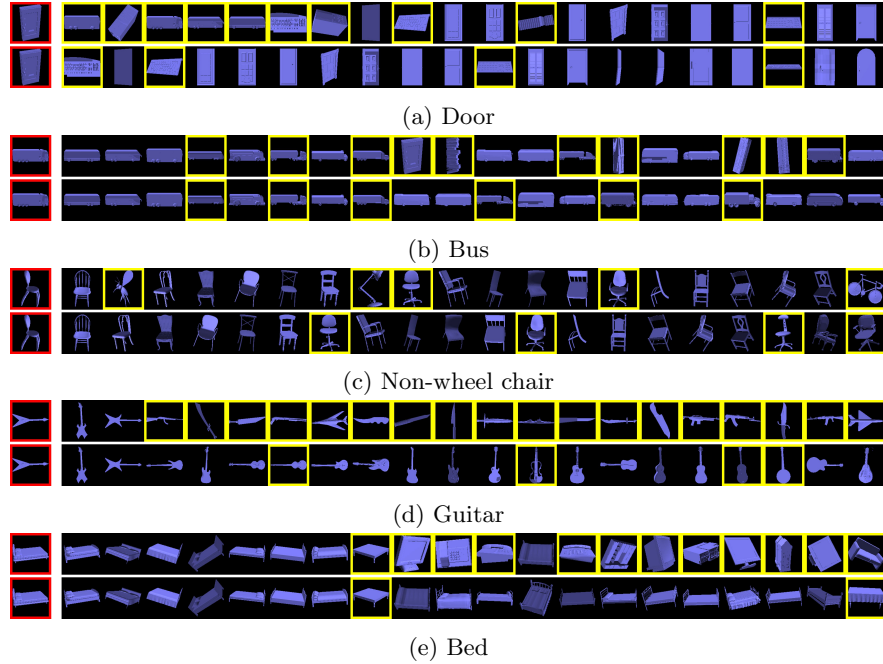 (a) Door
(b) Bus
(c) Non-wheel chair
(d) Guitar
(e) Bed